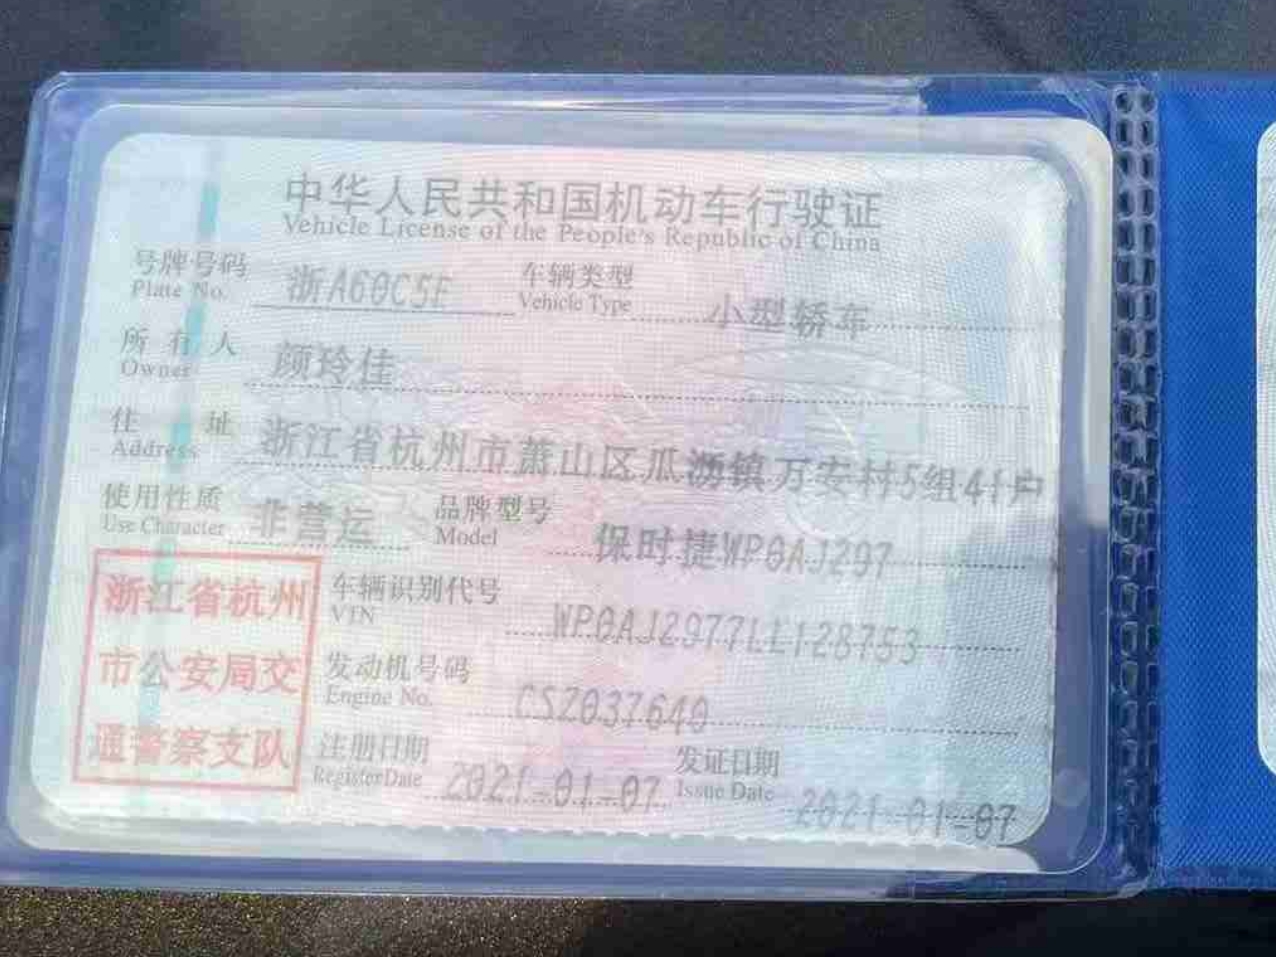 中华人民共和国机动车行驶证
Vehicle License of the People's Republic of China
号牌号码 浙A60C5E 车辆类型 小型轿车
Plate No. Vehicle Type
所有人 颜玲佳
Owner
住址 浙江省杭州市萧山区瓜沥镇万安村5组41户
Address
使用性质 非营运 品牌型号 保时捷WP0AJ297
Use Character Model
浙江省杭州 车辆识别代号 WP0AJ2977LL128753
VIN
市公安局交 发动机号码 CSZ037640
Engine No.
通警察支队 注册日期 2021-01-07 发证日期 2021-01-07
Register Date Issue Date